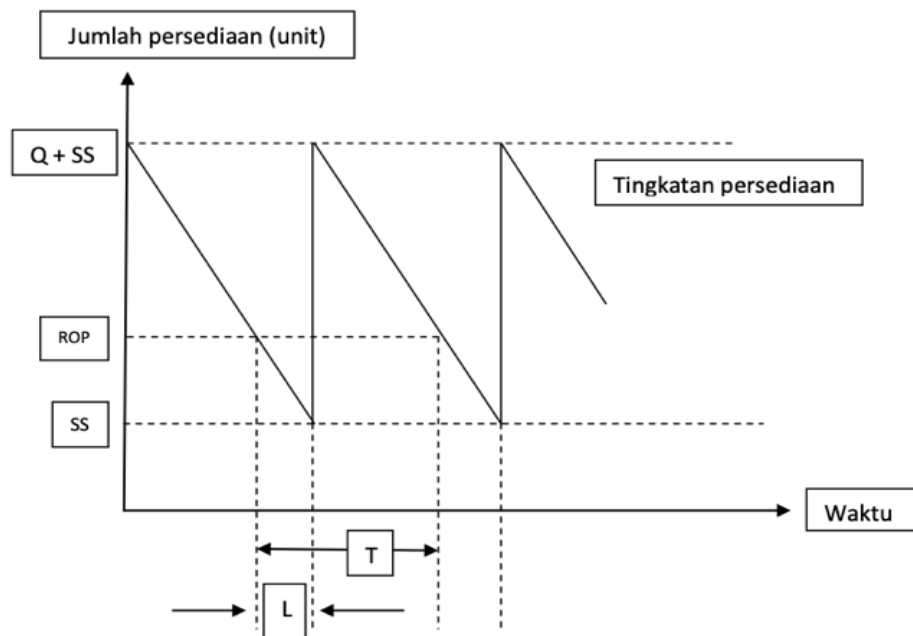 Jumlah persediaan (unit)
Q + SS
Tingkatan persediaan
ROP
SS
Waktu
T
L